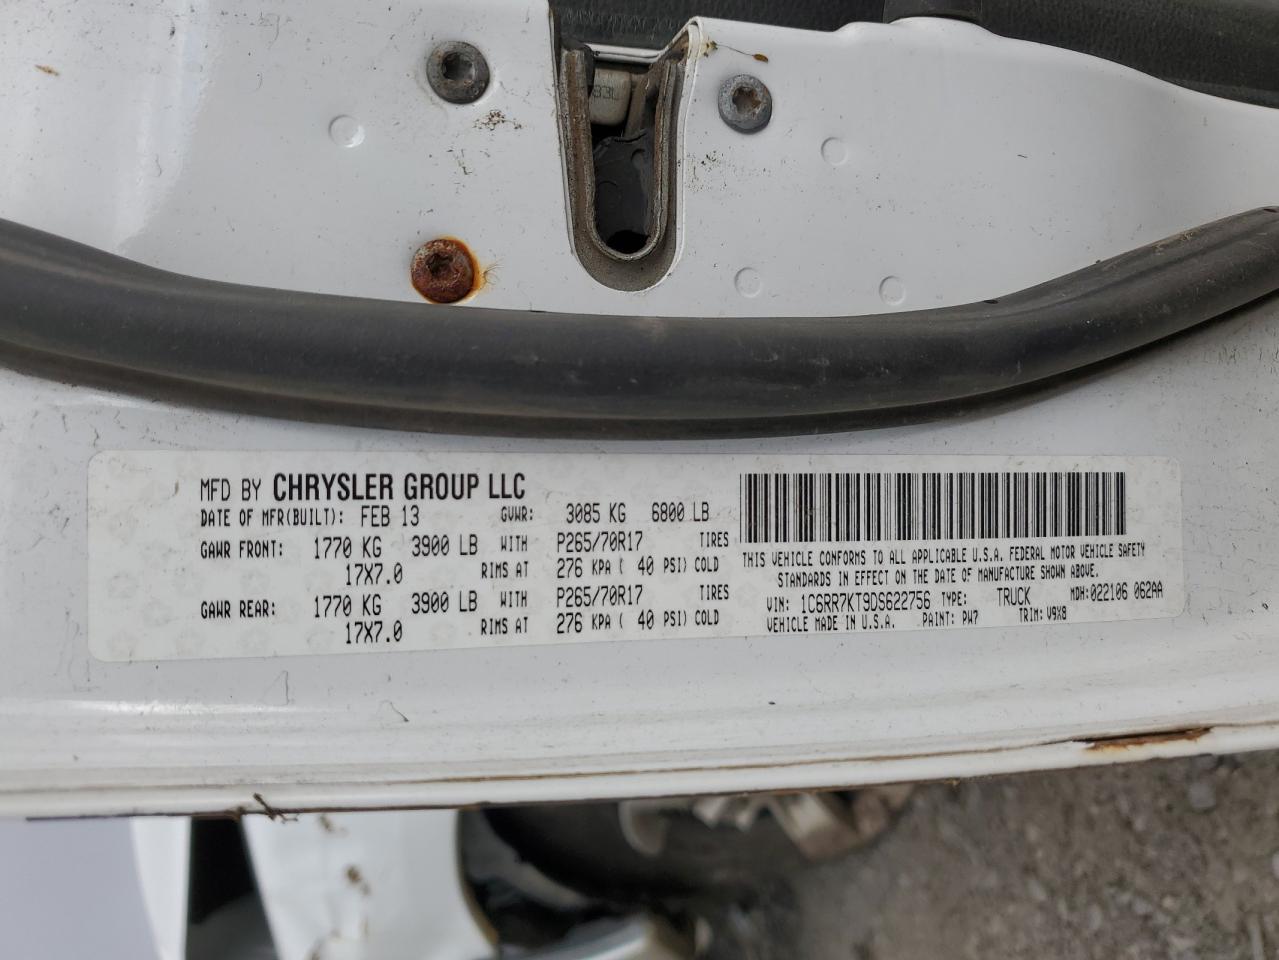 33L
MFD BY CHRYSLER GROUP LLC
DATE OF MFR(BUILT): FEB 13 GVWR: 3085 KG 6800 LB
GAWR FRONT: 1770 KG 3900 LB WITH P265/70R17 TIRES
17X7.0 RIMS AT 276 KPA ( 40 PSI) COLD
GAWR REAR: 1770 KG 3900 LB WITH P265/70R17 TIRES
17X7.0 RIMS AT 276 KPA ( 40 PSI) COLD
THIS VEHICLE CONFORMS TO ALL APPLICABLE U.S.A. FEDERAL MOTOR VEHICLE SAFETY
STANDARDS IN EFFECT ON THE DATE OF MANUFACTURE SHOWN ABOVE.
VIN: 1C6RR7KT9DS622756 TYPE: TRUCK MDH:022106 062AA
VEHICLE MADE IN U.S.A. PAINT: PW7 TRIM: V9X8